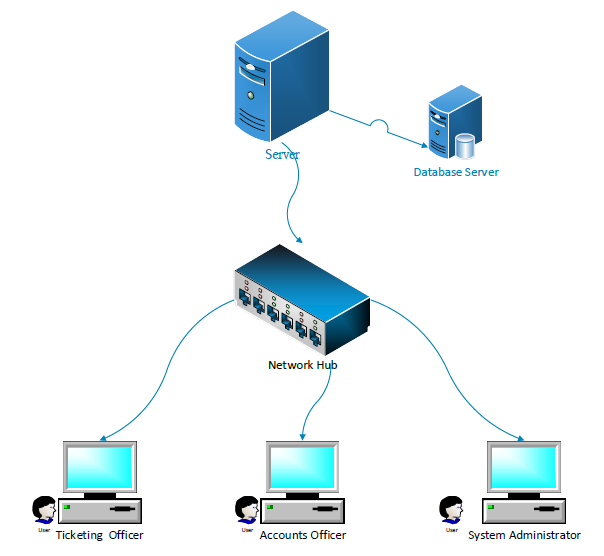 Server
Database Server
Network Hub
User
Ticketing Officer
User
Accounts Officer
User
System Administrator